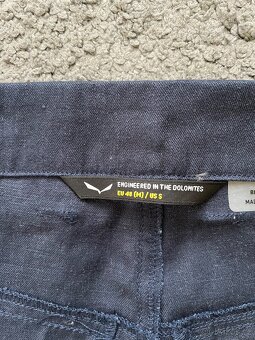 ENGINEERED IN THE DOLOMITES
EU 48 (M) / US S